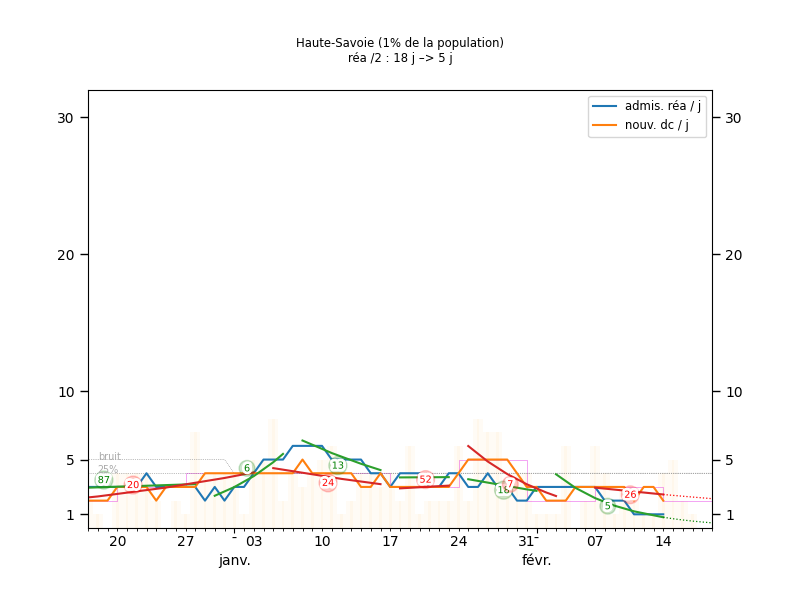 Haute-Savoie (1% de la population)
réa /2 : 18 j –> 5 j
admis. réa / j
nouv. dc / j
30 30
20 20
10 10
5 5
1 1
bruit
25%
87 20 6 24 13 52 16 7 5 26
20 27 03 10 17 24 31 07 14
janv. févr.